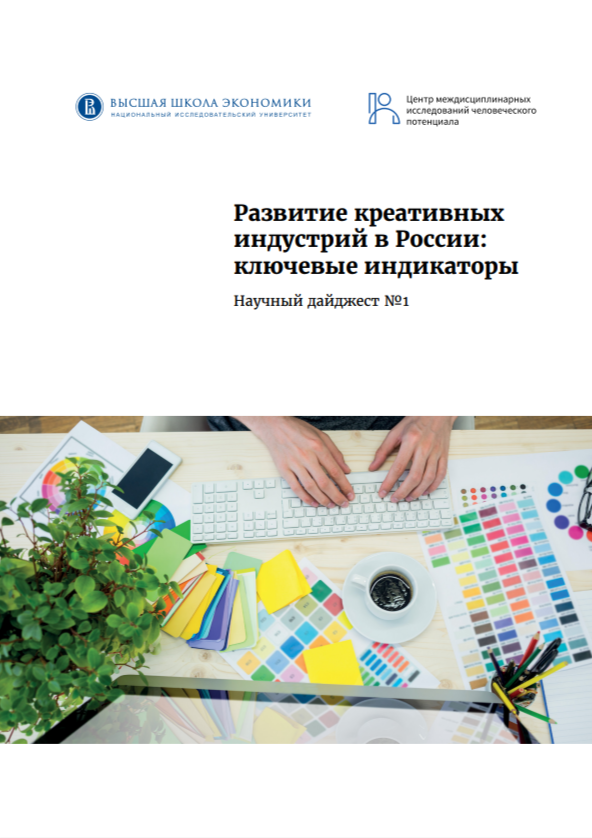 ВЫСШАЯ ШКОЛА ЭКОНОМИКИ
НАЦИОНАЛЬНЫЙ ИССЛЕДОВАТЕЛЬСКИЙ УНИВЕРСИТЕТ
Центр междисциплинарных
исследований человеческого
потенциала
Развитие креативных
индустрий в России:
ключевые индикаторы
Научный дайджест №1